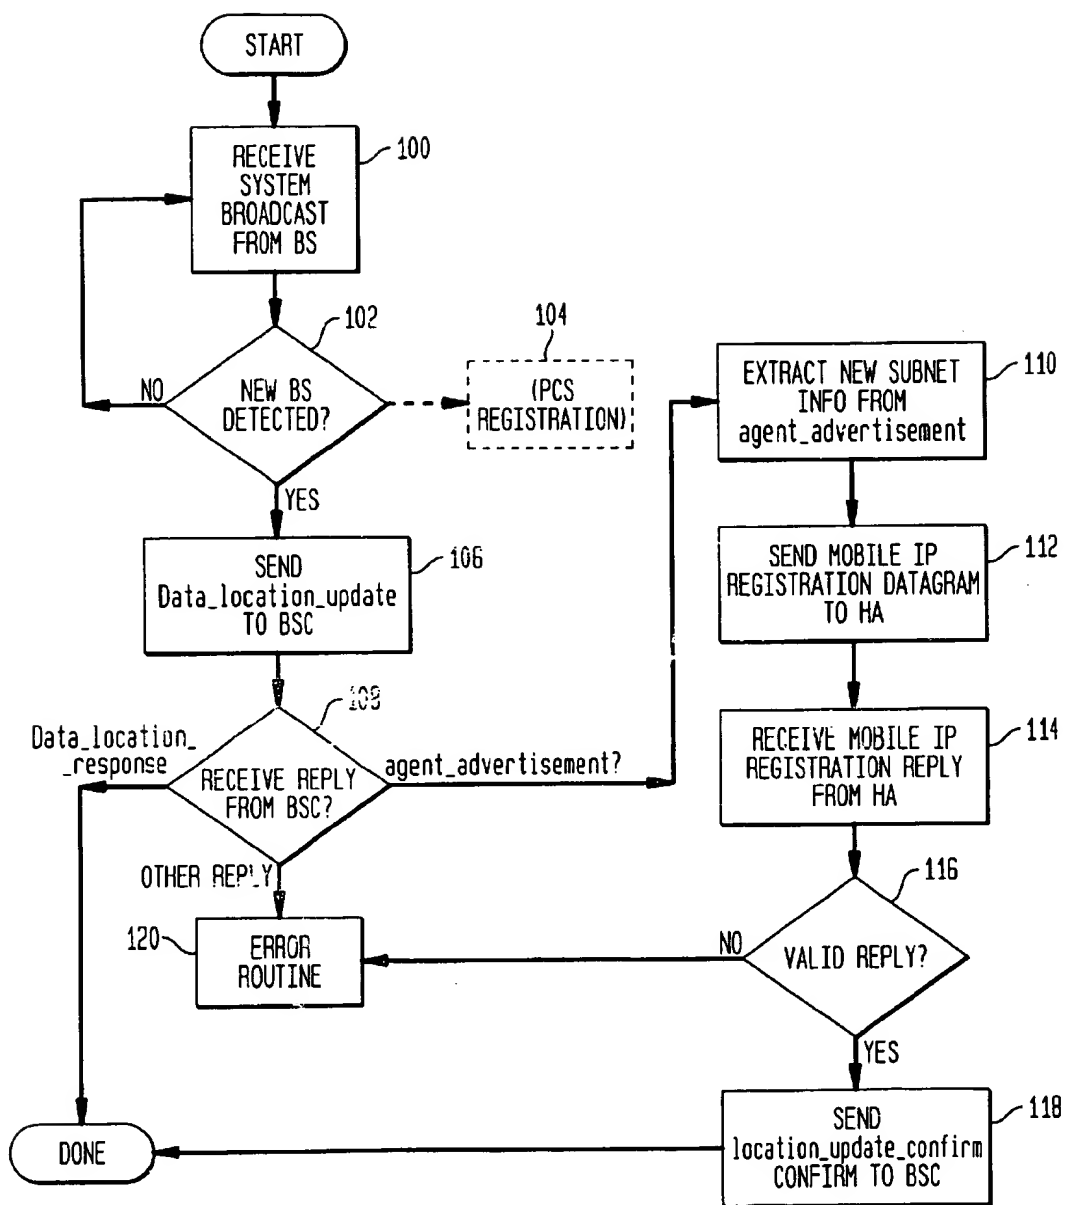 START
RECEIVE
SYSTEM
BROADCAST
FROM BS
100
NEW BS
DETECTED?
102
NO
YES
104
(PCS
REGISTRATION)
SEND
Data_location_update
TO BSC
106
108
RECEIVE REPLY
FROM BSC?
Data_location_
_response
agent_advertisement?
OTHER REPLY
120
ERROR
ROUTINE
EXTRACT NEW SUBNET
INFO FROM
agent_advertisement
110
SEND MOBILE IP
REGISTRATION DATAGRAM
TO HA
112
RECEIVE MOBILE IP
REGISTRATION REPLY
FROM HA
114
116
VALID REPLY?
NO
YES
SEND
location_update_confirm
CONFIRM TO BSC
118
DONE